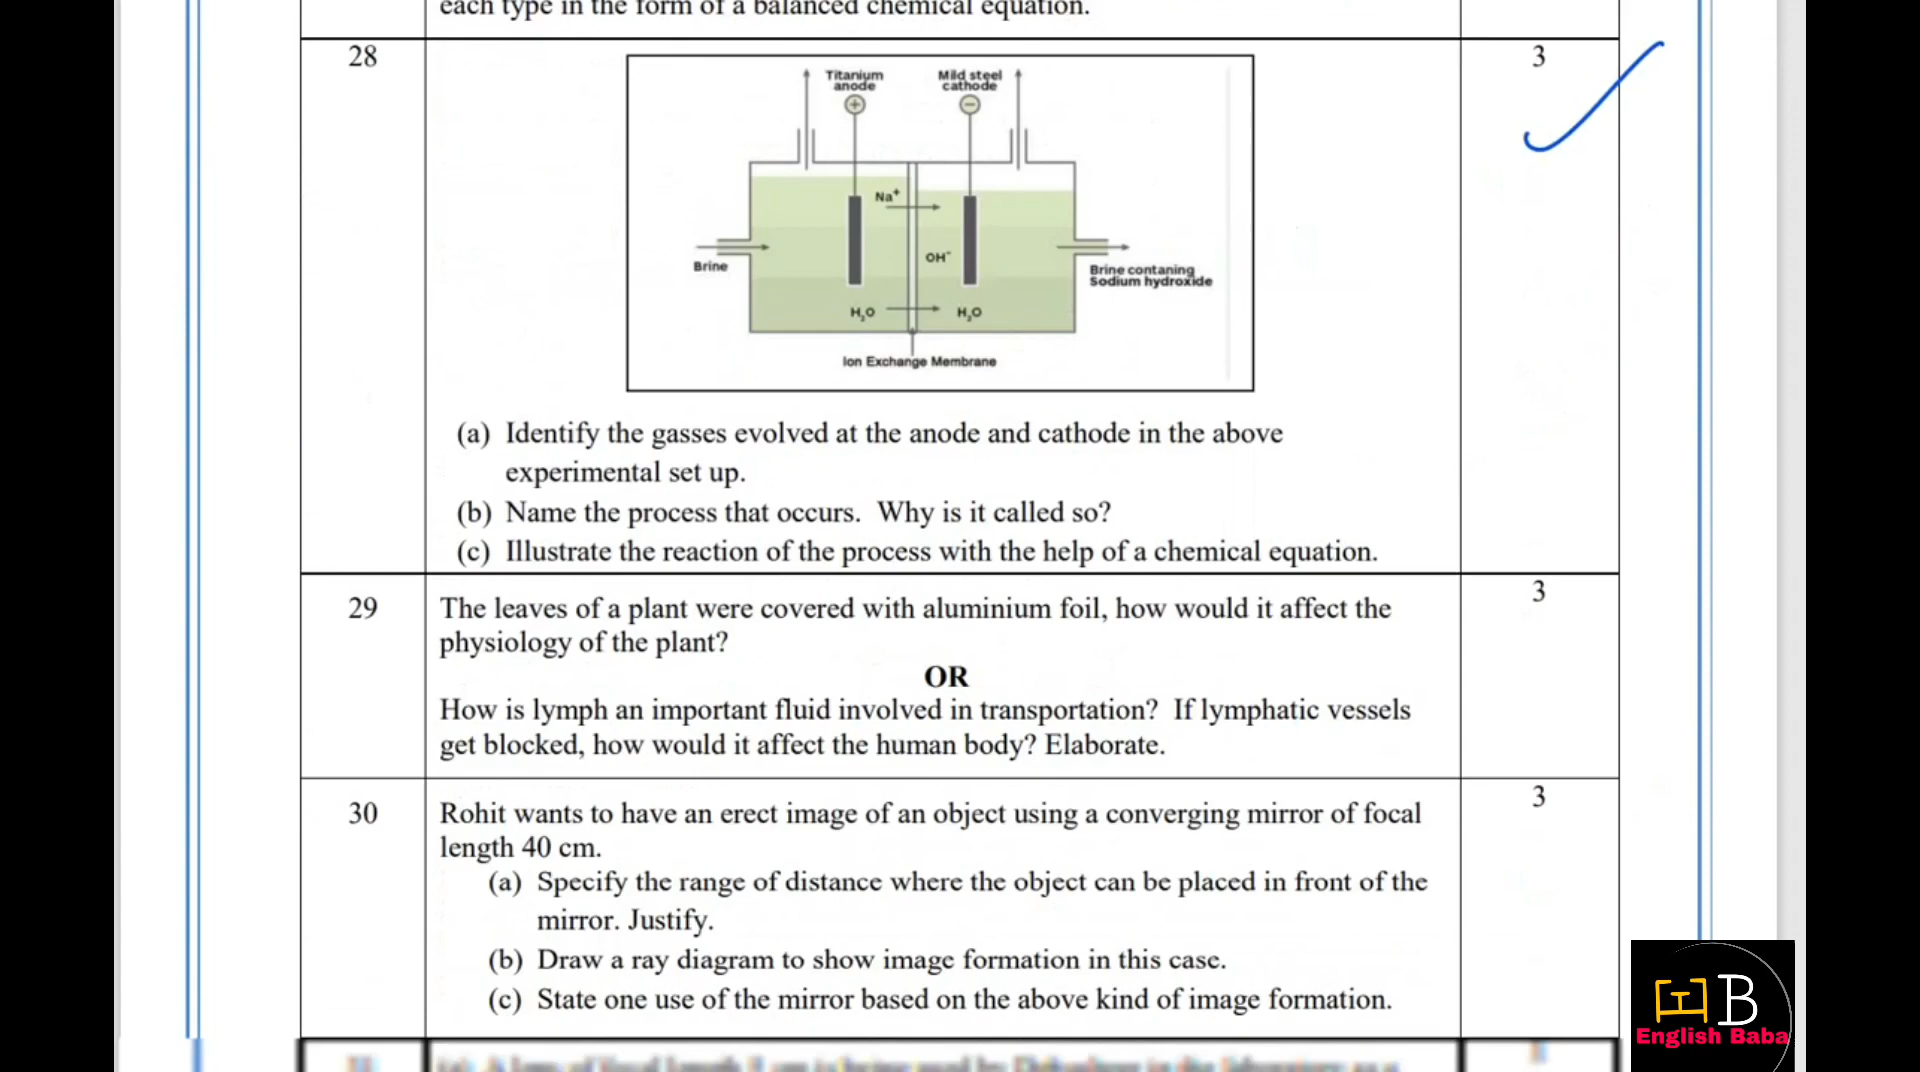 each type in the form of a balanced chemical equation.
28
3
Titanium
anode
Mild steel
cathode
+
−
Na⁺
OH⁻
Brine
Brine contaning
Sodium hydroxide
H₂O
H₂O
Ion Exchange Membrane
(a) Identify the gasses evolved at the anode and cathode in the above
experimental set up.
(b) Name the process that occurs. Why is it called so?
(c) Illustrate the reaction of the process with the help of a chemical equation.
29
3
The leaves of a plant were covered with aluminium foil, how would it affect the
physiology of the plant?
OR
How is lymph an important fluid involved in transportation? If lymphatic vessels
get blocked, how would it affect the human body? Elaborate.
30
3
Rohit wants to have an erect image of an object using a converging mirror of focal
length 40 cm.
(a) Specify the range of distance where the object can be placed in front of the
mirror. Justify.
(b) Draw a ray diagram to show image formation in this case.
(c) State one use of the mirror based on the above kind of image formation.
EIB
English Baba